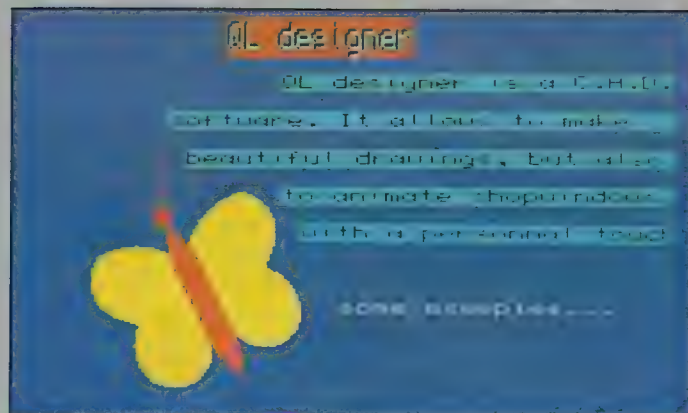 QL designer
QL designer is a C.A.D.
software. It allows to make
beautiful drawings, but also
to animate shopwindows
with a personnal touch
some examples...